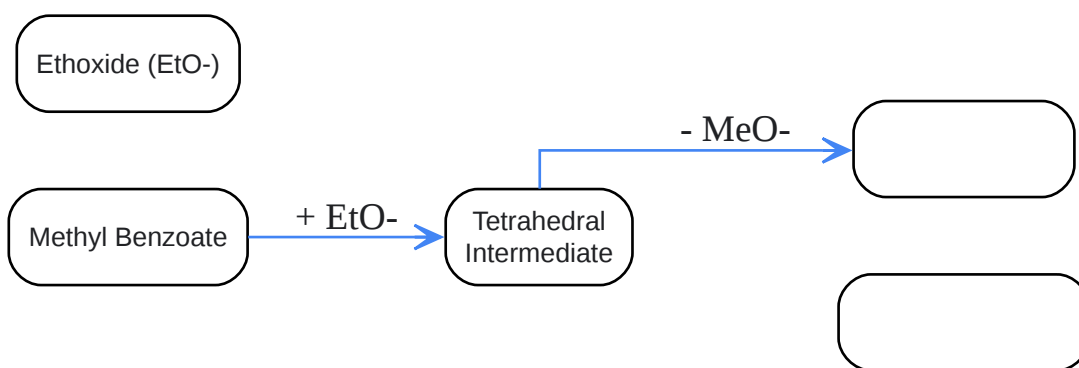 Ethoxide (EtO-)
- MeO-
Methyl Benzoate
+ EtO-
Tetrahedral
Intermediate